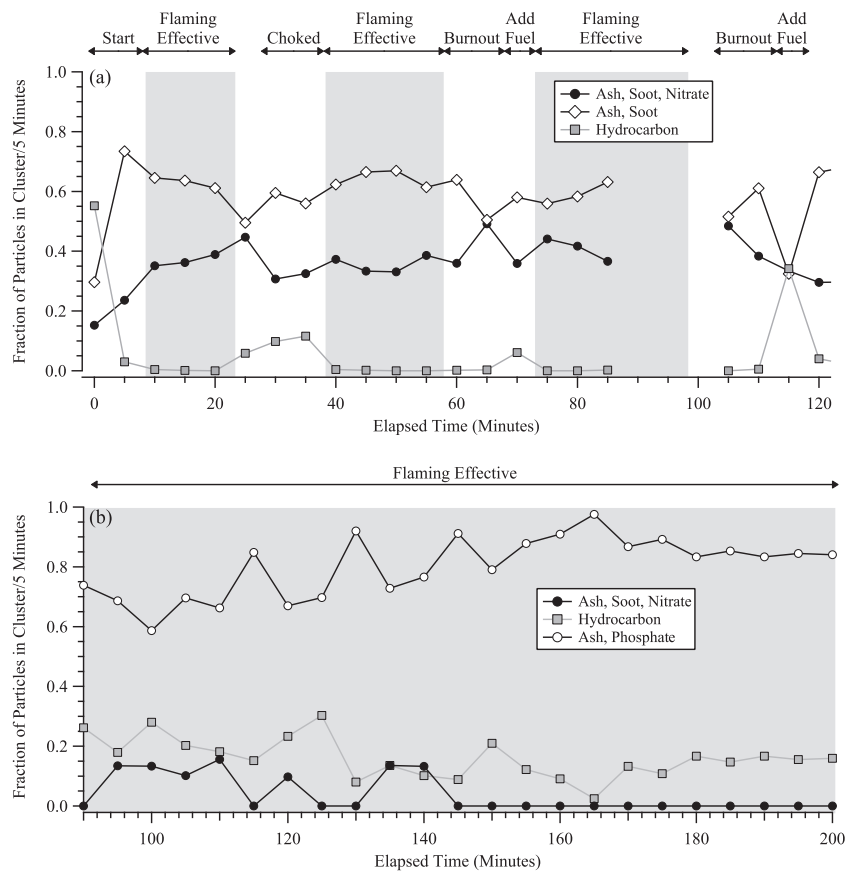 Start
Flaming
Effective
Choked
Flaming
Effective
Burnout
Add
Fuel
Flaming
Effective
Burnout
Add
Fuel
(a)
Ash, Soot, Nitrate
Ash, Soot
Hydrocarbon
Fraction of Particles in Cluster/5 Minutes
1.0
0.8
0.6
0.4
0.2
0.0
0 20 40 60 80 100 120
Elapsed Time (Minutes)
Flaming Effective
(b)
Ash, Soot, Nitrate
Hydrocarbon
Ash, Phosphate
Fraction of Particles in Cluster/5 Minutes
1.0
0.8
0.6
0.4
0.2
0.0
100 120 140 160 180 200
Elapsed Time (Minutes)